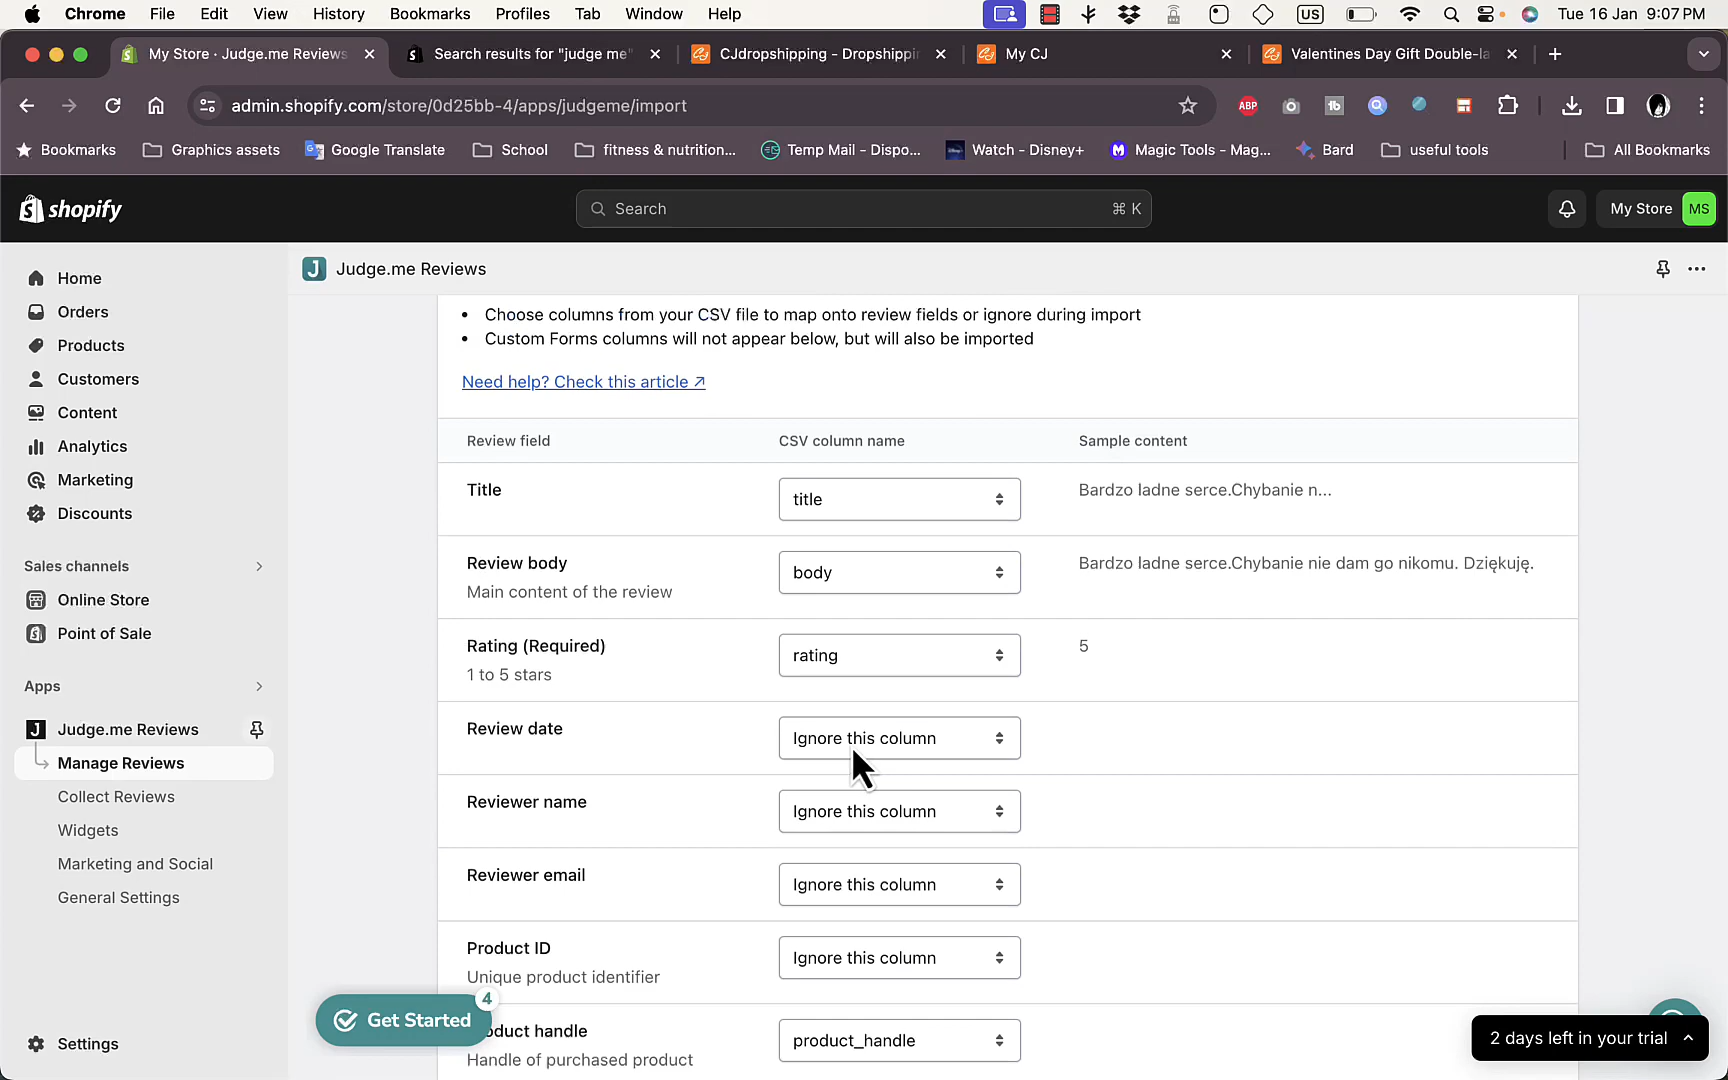 Chrome File Edit View History Bookmarks Profiles Tab Window Help US Tue 16 Jan 9:07 PM
My Store · Judge.me Reviews Search results for "judge me" CJdropshipping - Dropshippin My CJ Valentines Day Gift Double-la
admin.shopify.com/store/0d25bb-4/apps/judgeme/import ABP tb
Bookmarks Graphics assets Google Translate School fitness & nutrition... Temp Mail - Dispo... Watch - Disney+ Magic Tools - Mag... Bard useful tools All Bookmarks
shopify Search ⌘ K My Store MS
Home
Orders
Products
Customers
Content
Analytics
Marketing
Discounts
Sales channels
Online Store
Point of Sale
Apps
Judge.me Reviews
Manage Reviews
Collect Reviews
Widgets
Marketing and Social
General Settings
Settings
J Judge.me Reviews
• Choose columns from your CSV file to map onto review fields or ignore during import
• Custom Forms columns will not appear below, but will also be imported
Need help? Check this article ↗
Review field CSV column name Sample content
Title title Bardzo ladne serce.Chybanie n...
Review body body Bardzo ladne serce.Chybanie nie dam go nikomu. Dziękuję.
Main content of the review
Rating (Required) rating 5
1 to 5 stars
Review date Ignore this column
Reviewer name Ignore this column
Reviewer email Ignore this column
Product ID Ignore this column
Unique product identifier
oduct handle product_handle
Handle of purchased product
Get Started 4
2 days left in your trial